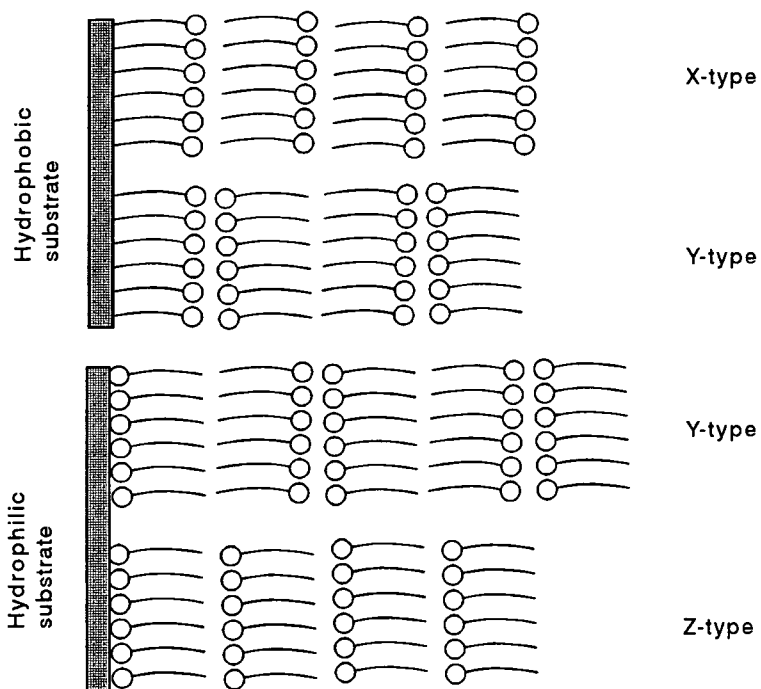 Hydrophobic
substrate
X-type
Y-type
Hydrophilic
substrate
Y-type
Z-type